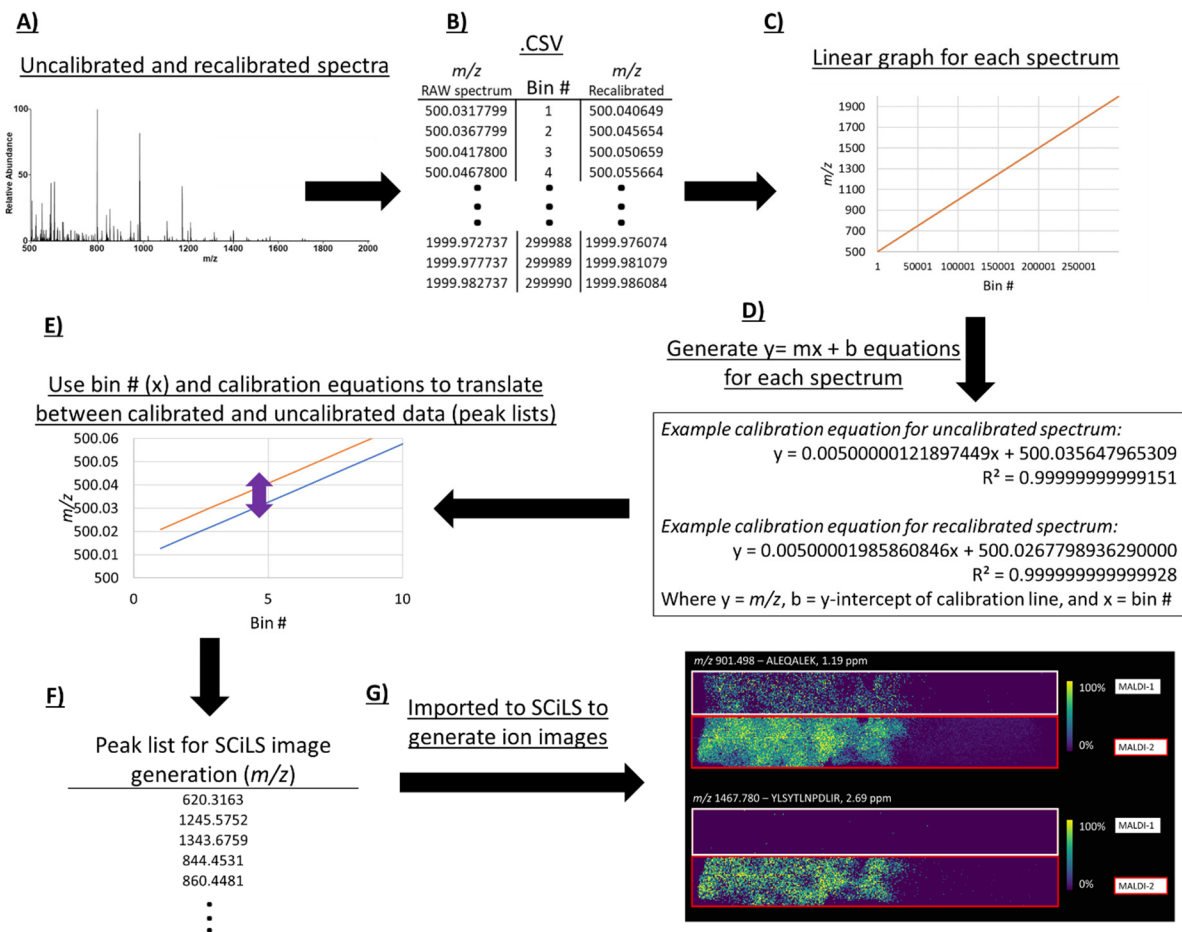 A)
Uncalibrated and recalibrated spectra
Relative Abundance
100
50
0
500 800 1000 1200 1400 1600 1800 2000
m/z
B)
.CSV
m/z m/z
RAW spectrum Bin # Recalibrated
500.0317799 1 500.040649
500.0367799 2 500.045654
500.0417800 3 500.050659
500.0467800 4 500.055664
1999.972737 299988 1999.976074
1999.977737 299989 1999.981079
1999.982737 299990 1999.986084
C)
Linear graph for each spectrum
m/z
1900
1700
1500
1300
1100
900
700
500
1 50001 100001 150001 200001 250001
Bin #
D)
Generate y= mx + b equations
for each spectrum
Example calibration equation for uncalibrated spectrum:
y = 0.00500000121897449x + 500.035647965309
R² = 0.99999999999151
Example calibration equation for recalibrated spectrum:
y = 0.00500001985860846x + 500.0267798936290000
R² = 0.999999999999928
Where y = m/z, b = y-intercept of calibration line, and x = bin #
E)
Use bin # (x) and calibration equations to translate
between calibrated and uncalibrated data (peak lists)
m/z
500.06
500.05
500.04
500.03
500.02
500.01
500
0 5 10
Bin #
F)
Peak list for SCiLS image
generation (m/z)
620.3163
1245.5752
1343.6759
844.4531
860.4481
G)
Imported to SCiLS to
generate ion images
m/z 901.498 – ALEQALEK, 1.19 ppm
100%
0%
MALDI-1
MALDI-2
m/z 1467.780 – YLSYTLNPDLIR, 2.69 ppm
100%
0%
MALDI-1
MALDI-2